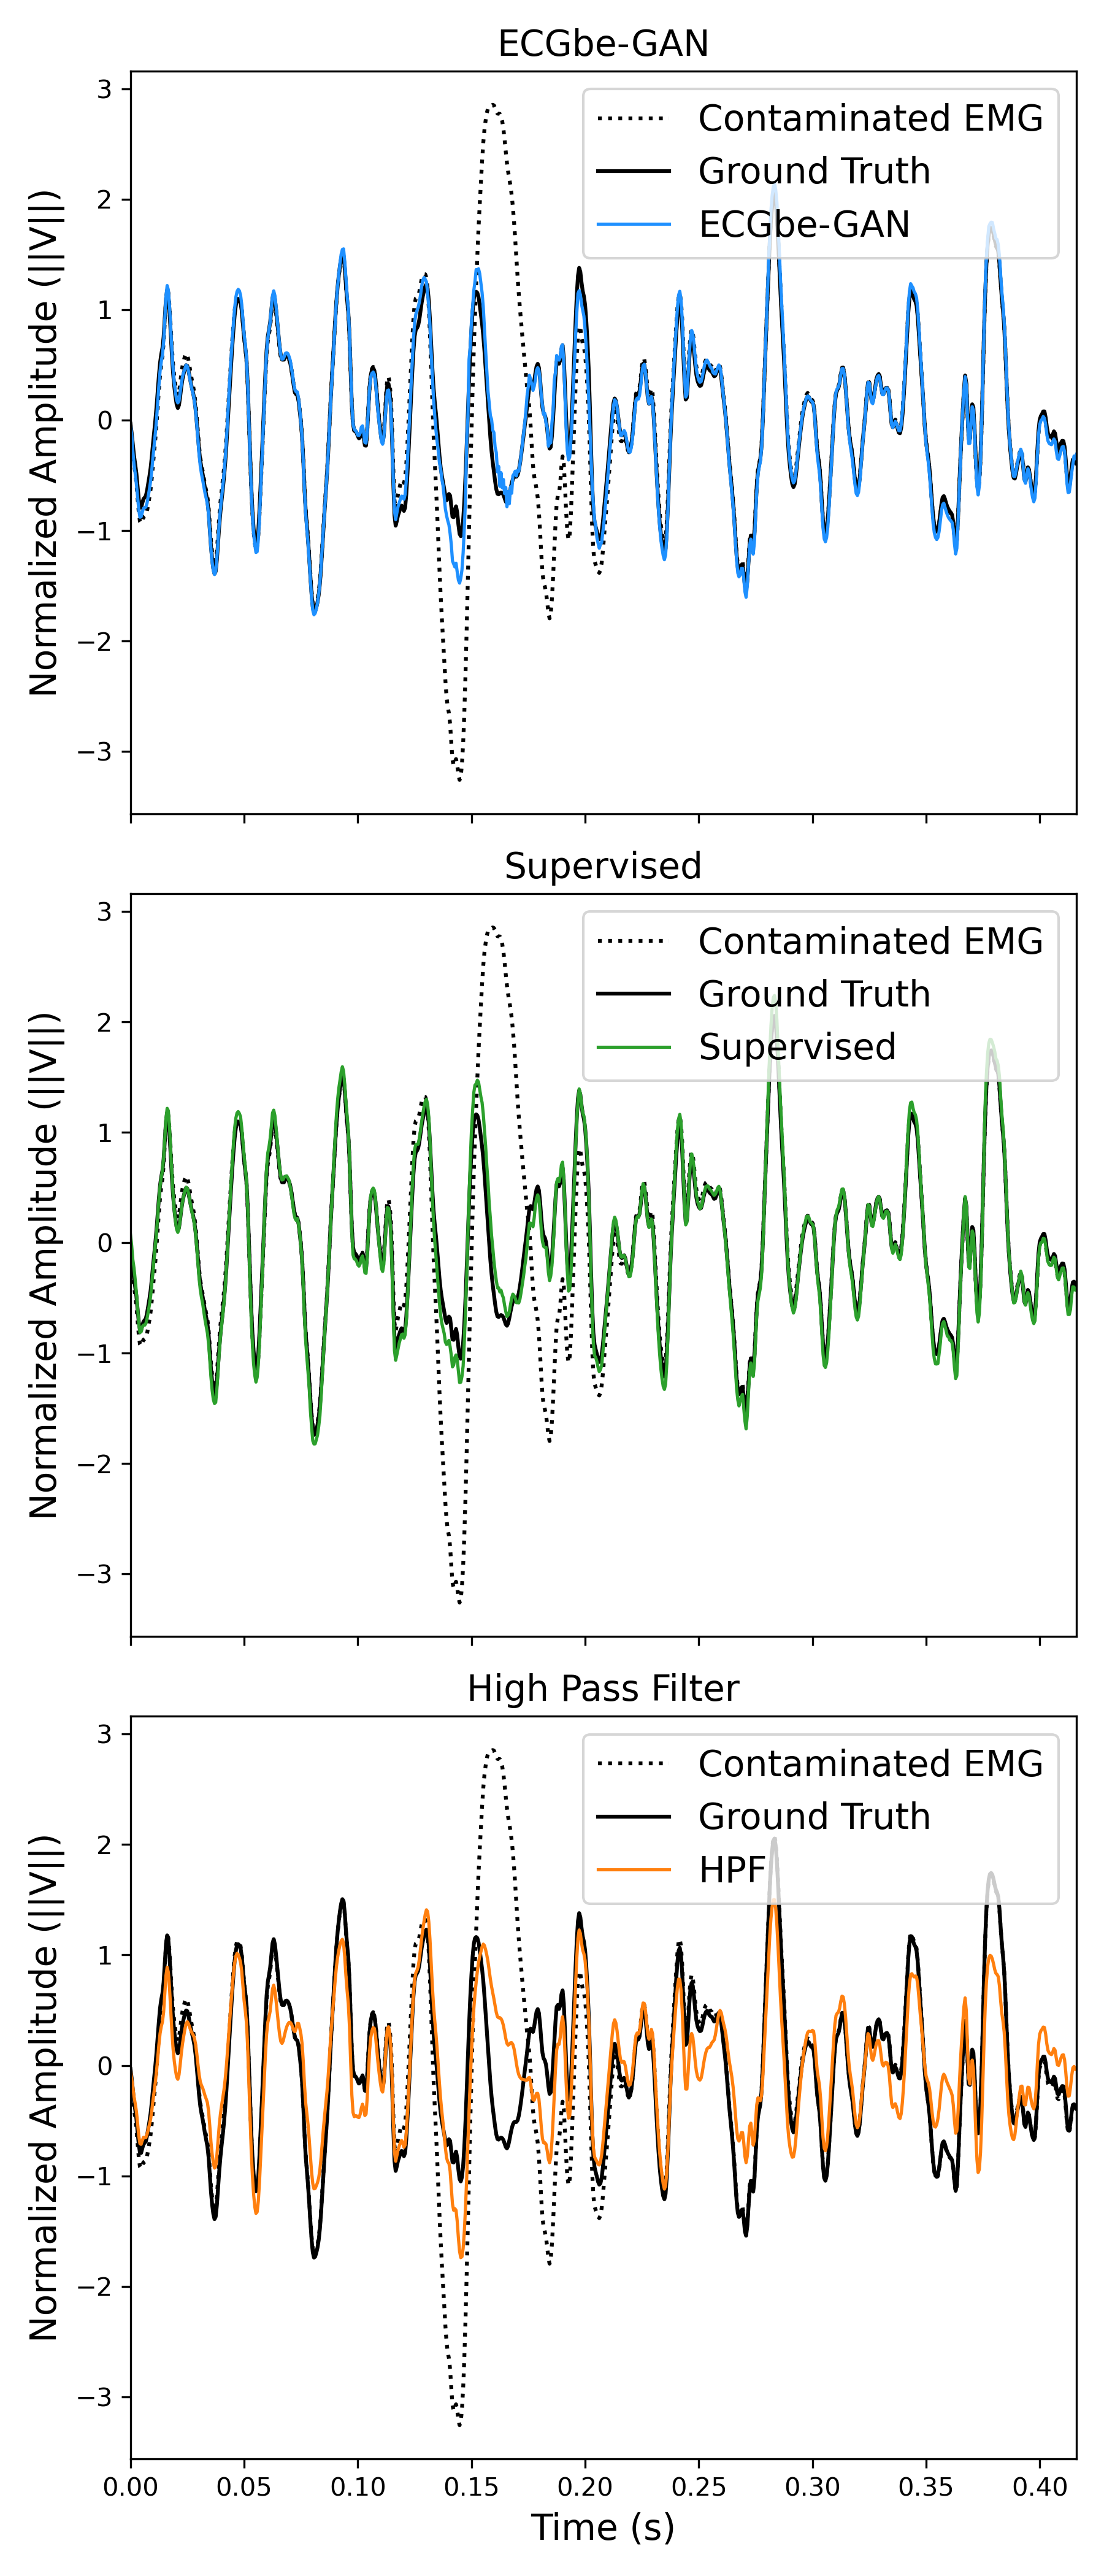 ECGbe-GAN
3
2
1
0
−1
−2
−3
Normalized Amplitude (||V||)
Contaminated EMG
Ground Truth
ECGbe-GAN
Supervised
3
2
1
0
−1
−2
−3
Normalized Amplitude (||V||)
Contaminated EMG
Ground Truth
Supervised
High Pass Filter
3
2
1
0
−1
−2
−3
Normalized Amplitude (||V||)
Contaminated EMG
Ground Truth
HPF
0.00 0.05 0.10 0.15 0.20 0.25 0.30 0.35 0.40
Time (s)